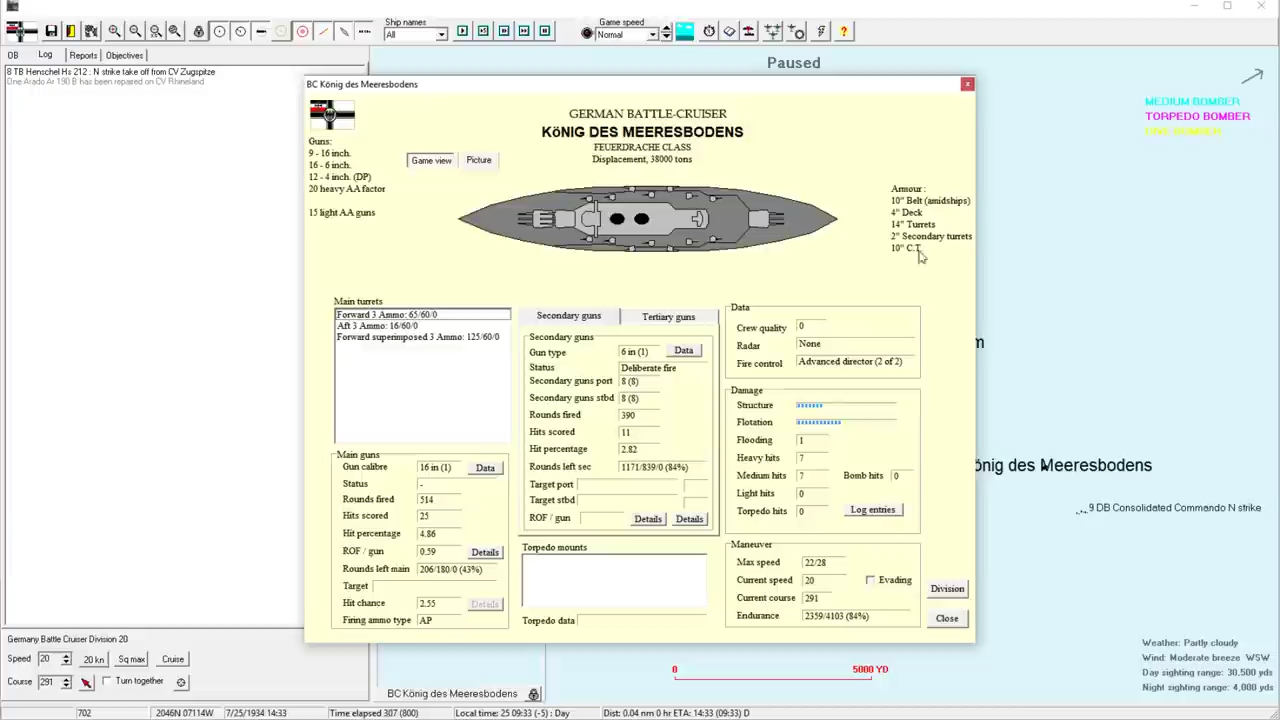 Ship names
Game speed
All
Normal
OB Log Reports Objectives
8 TB Henschel Hs 212 : N strike take off from CV Zugspitze
One Arado Ar 190 B has been repaired on CV Rhineland
Paused
MEDIUM BOMBER
TORPEDO BOMBER
DIVE BOMBER
BC König des Meeresbodens
GERMAN BATTLE-CRUISER
KöNIG DES MEERESBODENS
FEUERDRACHE CLASS
Displacement, 38000 tons
Guns:
9 - 16 inch.
16 - 6 inch.
12 - 4 inch. (DP)
20 heavy AA factor
15 light AA guns
Game view Picture
Armour :
10" Belt (amidships)
4" Deck
14" Turrets
2" Secondary turrets
10" C.T.
Main turrets
Forward 3 Ammo: 65/60/0
Aft 3 Ammo: 16/60/0
Forward superimposed 3 Ammo: 125/60/0
Main guns
Gun calibre 16 in (1) Data
Status -
Rounds fired 514
Hits scored 25
Hit percentage 4.86
ROF / gun 0.59 Details
Rounds left main 206/180/0 (43%)
Target
Hit chance 2.55 Details
Firing ammo type AP
Secondary guns Tertiary guns
Secondary guns
Gun type 6 in (1) Data
Status Deliberate fire
Secondary guns port 8 (8)
Secondary guns stbd 8 (8)
Rounds fired 390
Hits scored 11
Hit percentage 2.82
Rounds left sec 1171/839/0 (84%)
Target port
Target stbd
ROF / gun Details Details
Torpedo mounts
Torpedo data
Data
Crew quality 0
Radar None
Fire control Advanced director (2 of 2)
Damage
Structure
Flotation
Flooding 1
Heavy hits 7
Medium hits 7 Bomb hits 0
Light hits 0
Torpedo hits 0 Log entries
Maneuver
Max speed 22/28
Current speed 20 Evading
Current course 291
Endurance 2359/4103 (84%)
Division
Close
önig des Meeresbodens
9 DB Consolidated Commando N strike
Germany Battle Cruiser Division 20
Speed 20 20 kn Sq max Cruise
Course 291 Turn together
BC König des Meeresbodens
0 5000 YD
Weather: Partly cloudy
Wind: Moderate breeze WSW
Day sighting range: 30,500 yds
Night sighting range: 4,000 yds
702 2046N 07114W 7/25/1934 14:33 Time elapsed 307 (800) Local time: 25 09:33 (-5) : Day Dist: 0.04 nm 0 hr ETA: 14:33 (09:33) D